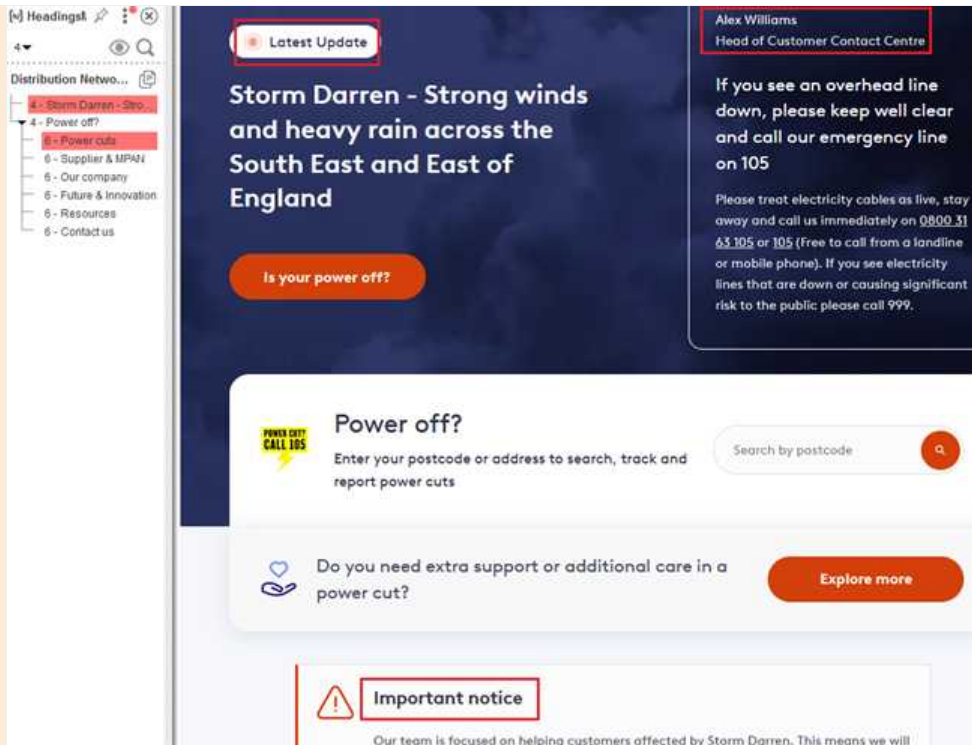 HeadingsM
4
Distribution Netwo...
4 - Storm Darren - Stro...
4 - Power off?
6 - Power cuts
6 - Supplier & MPAN
6 - Our company
6 - Future & Innovation
6 - Resources
6 - Contact us
Latest Update
Storm Darren - Strong winds
and heavy rain across the
South East and East of
England
Is your power off?
Alex Williams
Head of Customer Contact Centre
If you see an overhead line
down, please keep well clear
and call our emergency line
on 105
Please treat electricity cables as live, stay
away and call us immediately on 0800 31
63 105 or 105 (Free to call from a landline
or mobile phone). If you see electricity
lines that are down or causing significant
risk to the public please call 999.
POWER CUT?
CALL 105
Power off?
Enter your postcode or address to search, track and
report power cuts
Search by postcode
Do you need extra support or additional care in a
power cut?
Explore more
Important notice
Our team is focused on helping customers affected by Storm Darren. This means we will